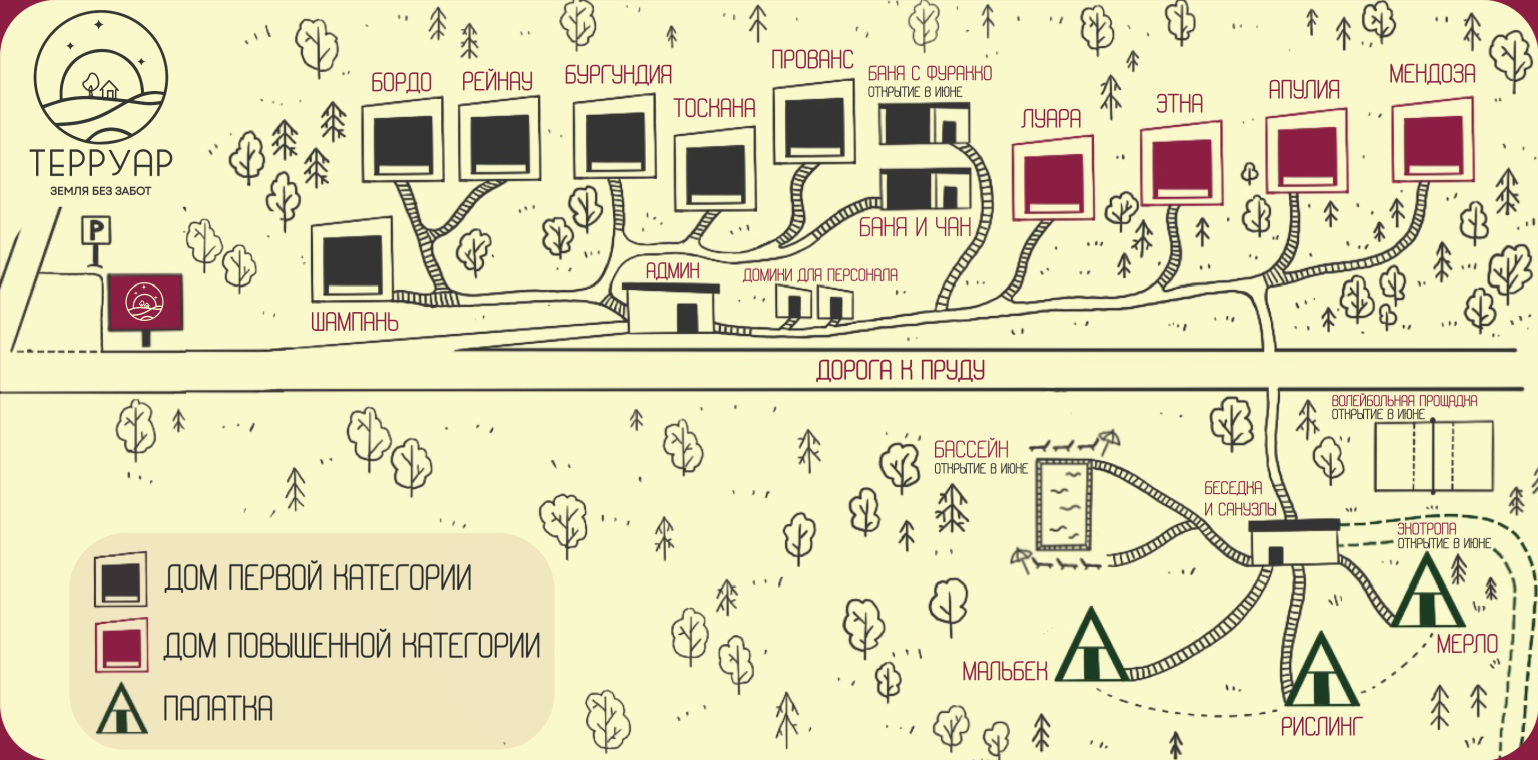 ТЕРРУАР
ЗЕМЛЯ БЕЗ ЗАБОТ
P
БОРДО
РЕЙНАУ
БУРГУНДИЯ
ТОСКАНА
ПРОВАНС
БАНЯ С ФУРАККО
ОТКРЫТИЕ В ИЮНЕ
БАНЯ И ЧАН
ЛУАРА
ЭТНА
АПУЛИЯ
МЕНДОЗА
ШАМПАНЬ
АДМИН
ДОМИКИ ДЛЯ ПЕРСОНАЛА
ДОРОГА К ПРУДУ
ВОЛЕЙБОЛЬНАЯ ПРОЩАДКА
ОТКРЫТИЕ В ИЮНЕ
БАССЕЙН
ОТКРЫТИЕ В ИЮНЕ
БЕСЕДКА
И САНУЗЛЫ
ЭКОТРОПА
ОТКРЫТИЕ В ИЮНЕ
МАЛЬБЕК
МЕРЛО
РИСЛИНГ
ДОМ ПЕРВОЙ КАТЕГОРИИ
ДОМ ПОВЫШЕННОЙ КАТЕГОРИИ
ПАЛАТКА